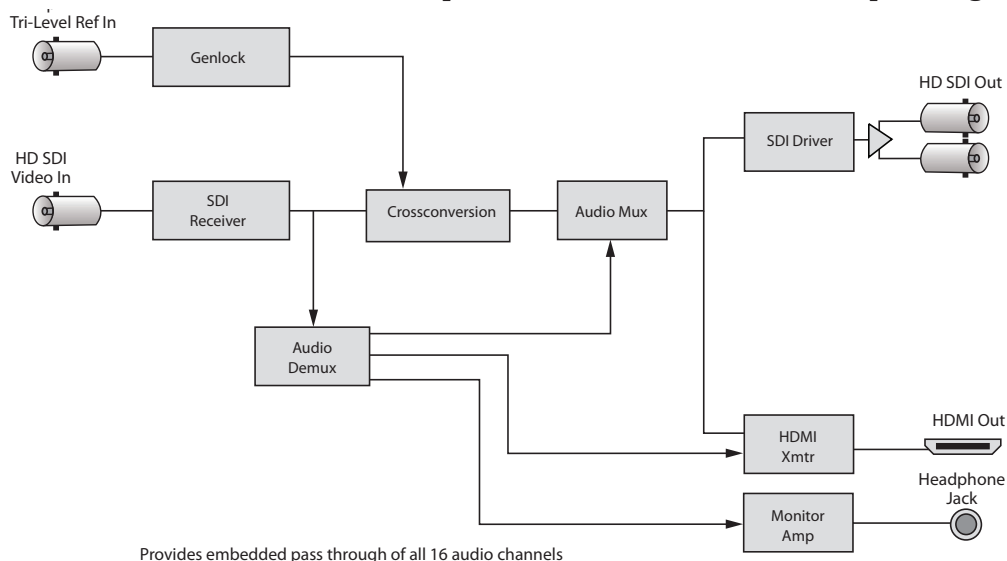 Tri-Level Ref In
Genlock
HD SDI Out
SDI Driver
HD SDI
Video In
SDI
Receiver
Crossconversion
Audio Mux
Audio
Demux
HDMI Out
HDMI
Xmtr
Headphone
Jack
Monitor
Amp
Provides embedded pass through of all 16 audio channels